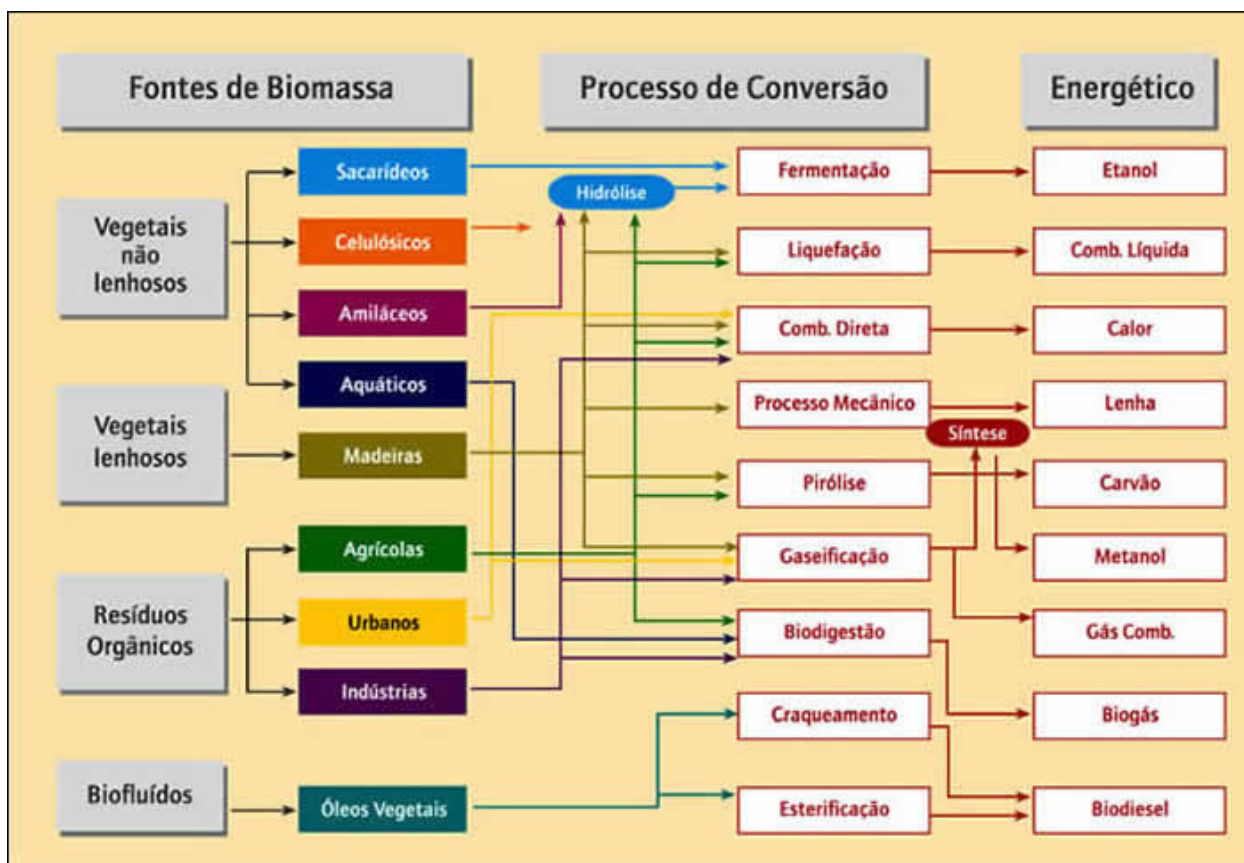 Fontes de Biomassa
Processo de Conversão
Energético
Vegetais
não
lenhosos
Vegetais
lenhosos
Resíduos
Orgânicos
Biofluídos
Sacarídeos
Celulósicos
Amiláceos
Aquáticos
Madeiras
Agrícolas
Urbanos
Indústrias
Óleos Vegetais
Hidrólise
Fermentação
Liquefação
Comb. Direta
Processo Mecânico
Pirólise
Gaseificação
Biodigestão
Craqueamento
Esterificação
Síntese
Etanol
Comb. Líquida
Calor
Lenha
Carvão
Metanol
Gás Comb.
Biogás
Biodiesel